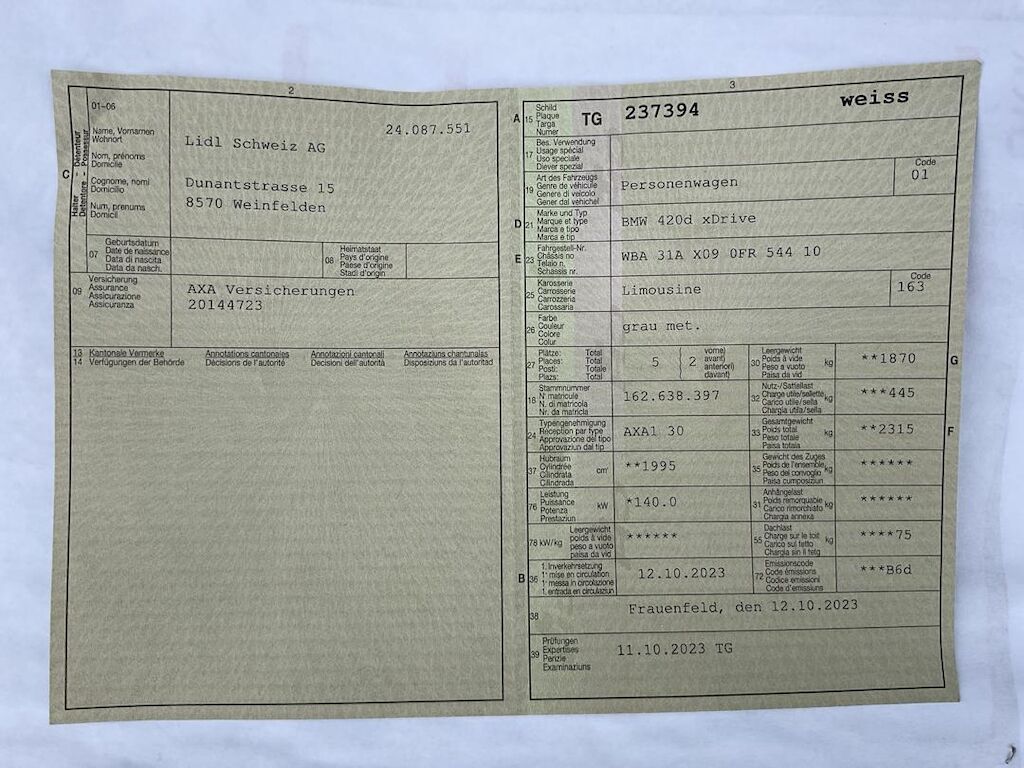 2
01-06
Halter - Détenteur
Detentore - Possessur
C
Name, Vornamen
Wohnort
Nom, prénoms
Domicile
Cognome, nomi
Domicilio
Num, prenums
Domicil
24.087.551
Lidl Schweiz AG
Dunantstrasse 15
8570 Weinfelden
07
Geburtsdatum
Date de naissance
Data di nascita
Data da nasch.
08
Heimatstaat
Pays d'origine
Paese d'origine
Stadi d'origin
09
Versicherung
Assurance
Assicurazione
Assicuranza
AXA Versicherungen
20144723
13 Kantonale Vermerke Annotations cantonales Annotazioni cantonali Annotaziuns chantunalas
14 Verfügungen der Behörde Décisions de l'autorité Decisioni dell'autorità Disposiziuns da l'autoritad
3
A 15
Schild
Plaque
Targa
Numer
TG 237394 weiss
17
Bes. Verwendung
Usage spécial
Uso speciale
Diever spezial
19
Art des Fahrzeugs
Genre de véhicule
Genere di veicolo
Gener dal vehichel
Personenwagen
Code
01
D 21
Marke und Typ
Marque et type
Marca e tipo
Marca e tip
BMW 420d xDrive
E 23
Fahrgestell-Nr.
Châssis no
Telaio n.
Schassis nr.
WBA 31A X09 0FR 544 10
25
Karosserie
Carrosserie
Carrozzeria
Carossaria
Limousine
Code
163
26
Farbe
Couleur
Colore
Colur
grau met.
27
Plätze: Total
Places: Total
Posti: Totale
Plazs: Total
5
2
vorne)
avant)
anteriori)
davant)
30
Leergewicht
Poids à vide
Peso a vuoto
Paisa da vid
kg
**1870
G
18
Stammnummer
N° matricule
N. di matricola
Nr. da matricla
162.638.397
32
Nutz-/Sattellast
Charge utile/sellette
Carico utile/sella
Chargia utila/sella
kg
***445
24
Typengenehmigung
Réception par type
Approvazione del tipo
Approvaziun dal tip
AXA1 30
33
Gesamtgewicht
Poids total
Peso totale
Paisa totala
kg
**2315
F
37
Hubraum
Cylindrée
Cilindrata
Cilindrada
cm³
**1995
35
Gewicht des Zuges
Poids de l'ensemble
Peso del convoglio
Paisa cumposiziun
kg
******
76
Leistung
Puissance
Potenza
Prestaziun
kW
*140.0
31
Anhängelast
Poids remorquable
Carico rimorchiato
Chargia annexa
kg
******
78 kW/kg
Leergewicht
poids à vide
peso a vuoto
paisa da vid
******
55
Dachlast
Charge sur le toit
Carico sul tetto
Chargia sin il tetg
kg
****75
B 36
1. Inverkehrsetzung
1re mise en circulation
1a messa in circolazione
1. entrada en circulaziun
12.10.2023
72
Emissionscode
Code émissions
Codice emissioni
Code d'emissiuns
***B6d
38
Frauenfeld, den 12.10.2023
39
Prüfungen
Expertises
Perizie
Examinaziuns
11.10.2023 TG